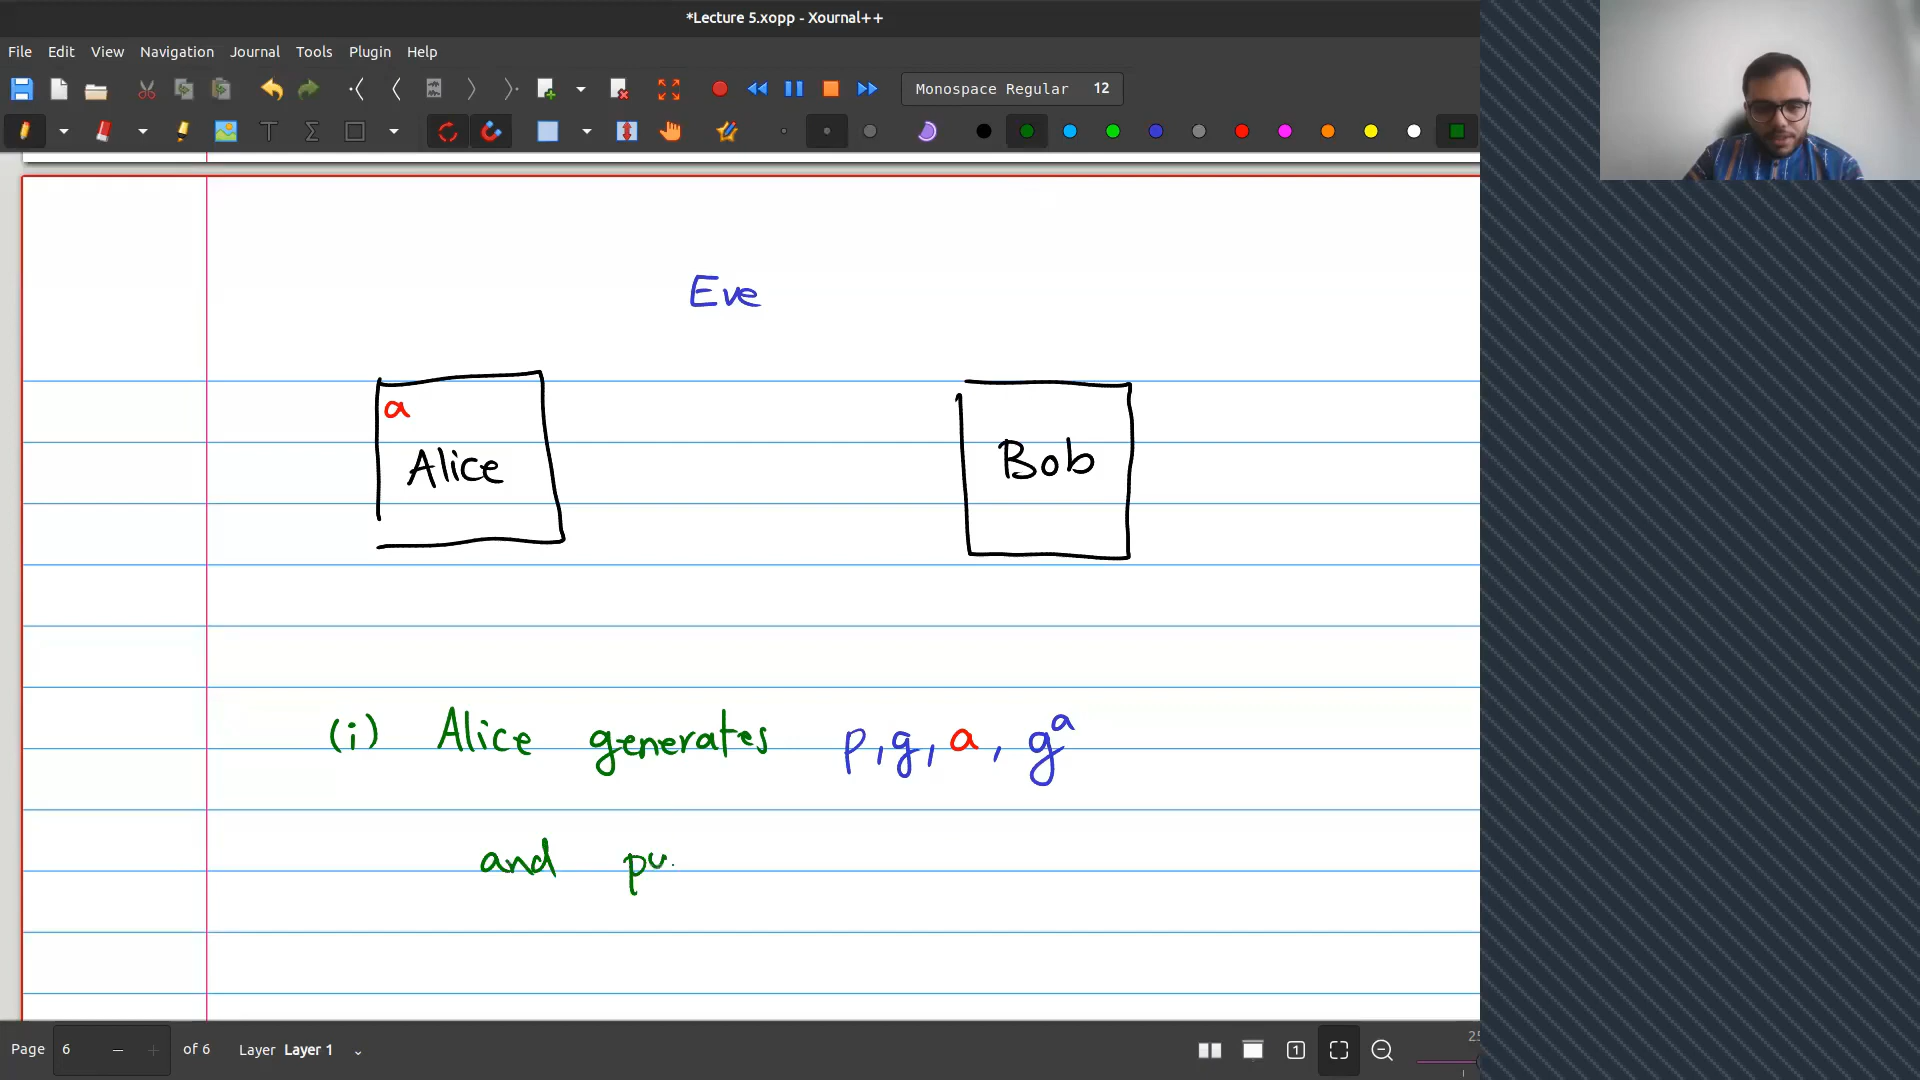 *Lecture 5.xopp - Xournal++
File Edit View Navigation Journal Tools Plugin Help
Monospace Regular 12
Eve
a
Alice
Bob
(i) Alice generates p, g, a, g^a
and pu
Page 6 of 6 Layer Layer 1
1